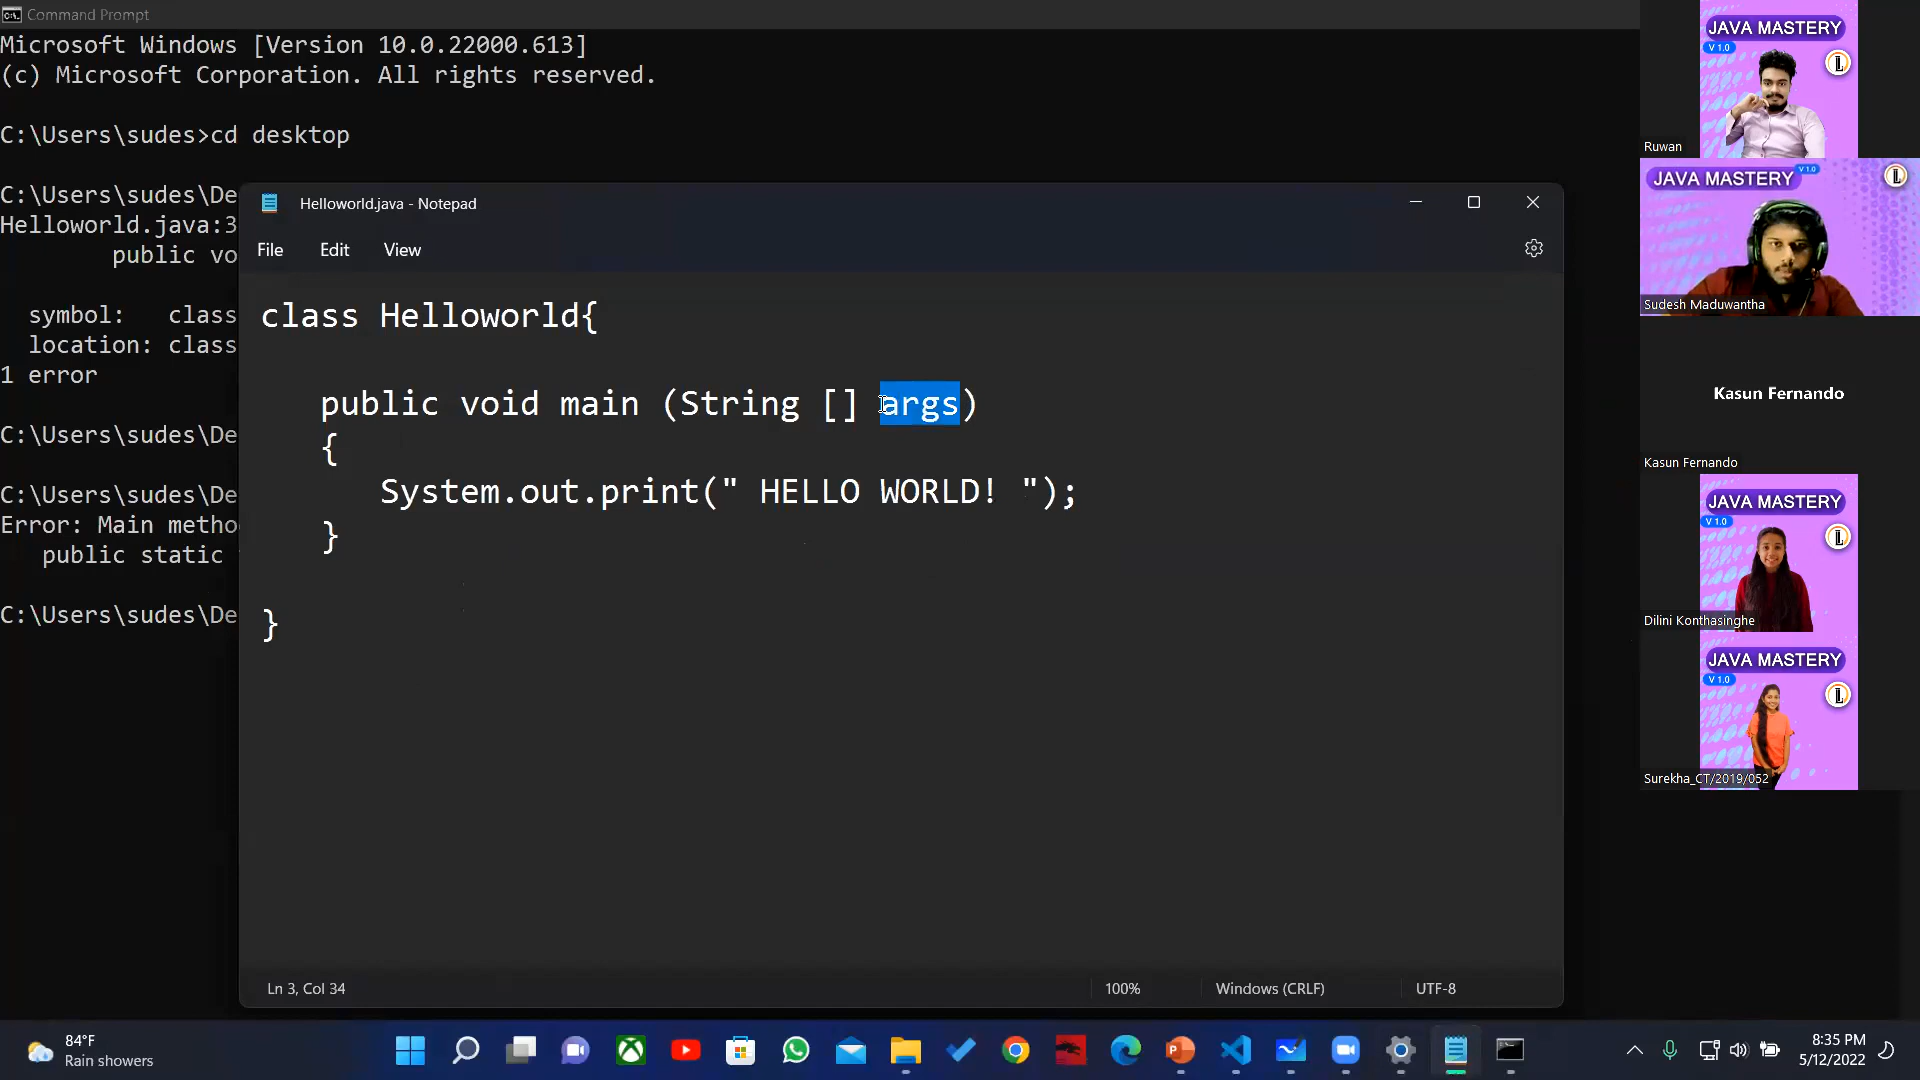 Command Prompt
Microsoft Windows [Version 10.0.22000.613]
(c) Microsoft Corporation. All rights reserved.
C:\Users\sudes>cd desktop
C:\Users\sudes\De
Helloworld.java:3
public vo
symbol:   class
location: class
1 error
C:\Users\sudes\De
C:\Users\sudes\De
Error: Main metho
public static
C:\Users\sudes\De
Helloworld.java - Notepad
File Edit View
class Helloworld{
public void main (String [] args)
{
System.out.print(" HELLO WORLD! ");
}
}
Ln 3, Col 34
100%
Windows (CRLF)
UTF-8
JAVA MASTERY
V 1.0
Ruwan
JAVA MASTERY
V 1.0
Sudesh Maduwantha
Kasun Fernando
Kasun Fernando
JAVA MASTERY
V 1.0
Dilini Konthasinghe
JAVA MASTERY
V 1.0
Surekha_CT/2019/052
84°F
Rain showers
8:35 PM
5/12/2022